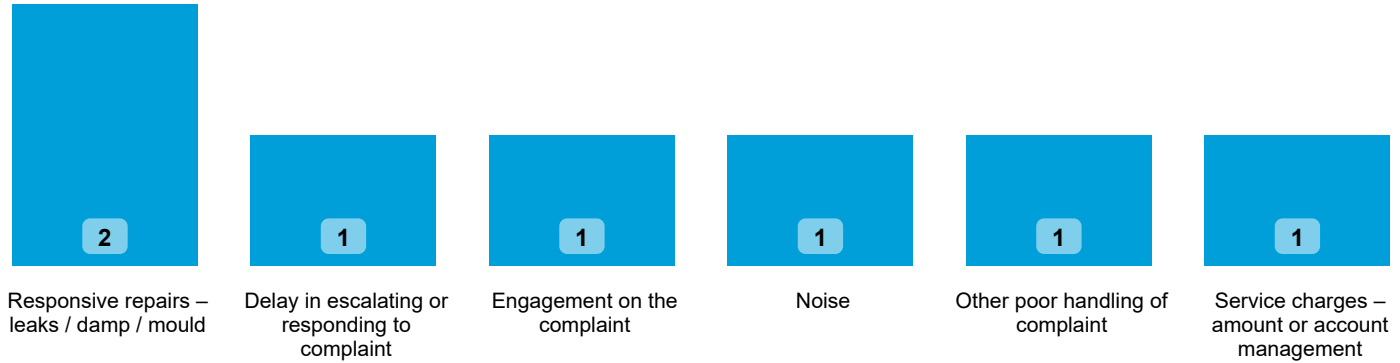 2
1
1
1
1
1
Responsive repairs –
leaks / damp / mould
Delay in escalating or
responding to
complaint
Engagement on the
complaint
Noise
Other poor handling of
complaint
Service charges –
amount or account
management